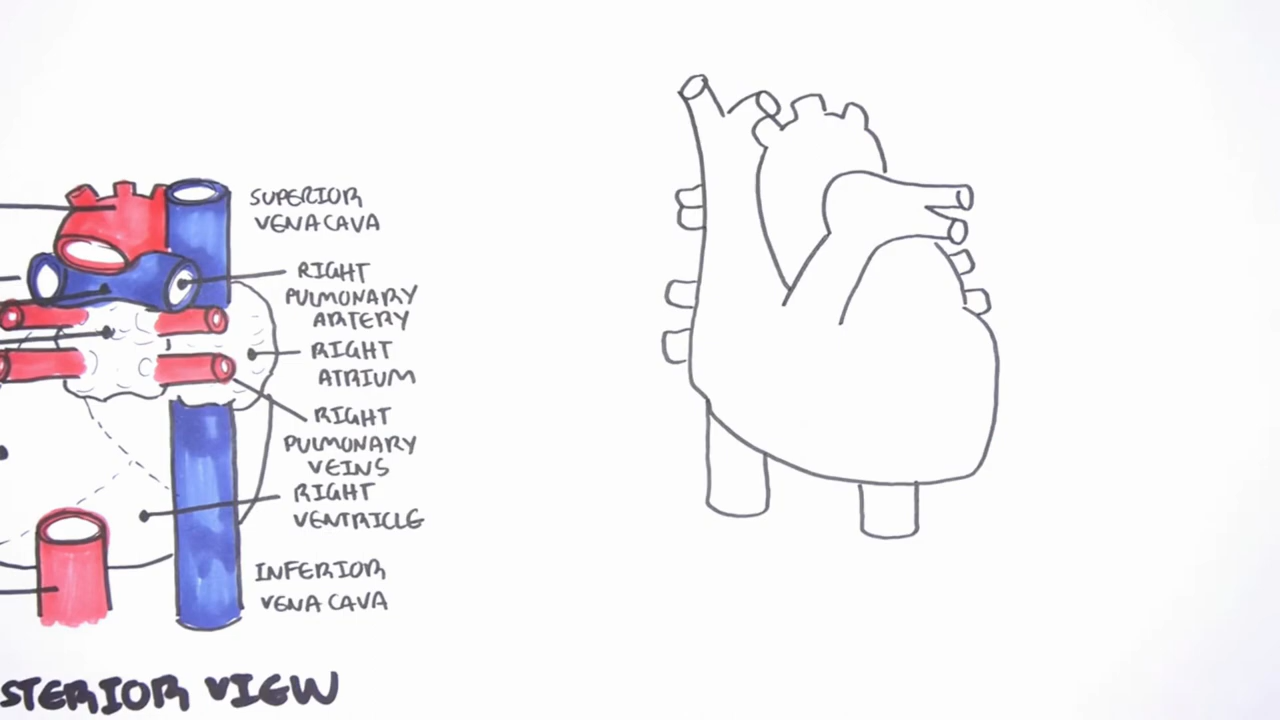 SUPERIOR
VENA CAVA
RIGHT
PULMONARY
ARTERY
RIGHT
ATRIUM
RIGHT
PULMONARY
VEINS
RIGHT
VENTRICLE
INFERIOR
VENA CAVA
STERIOR VIEW